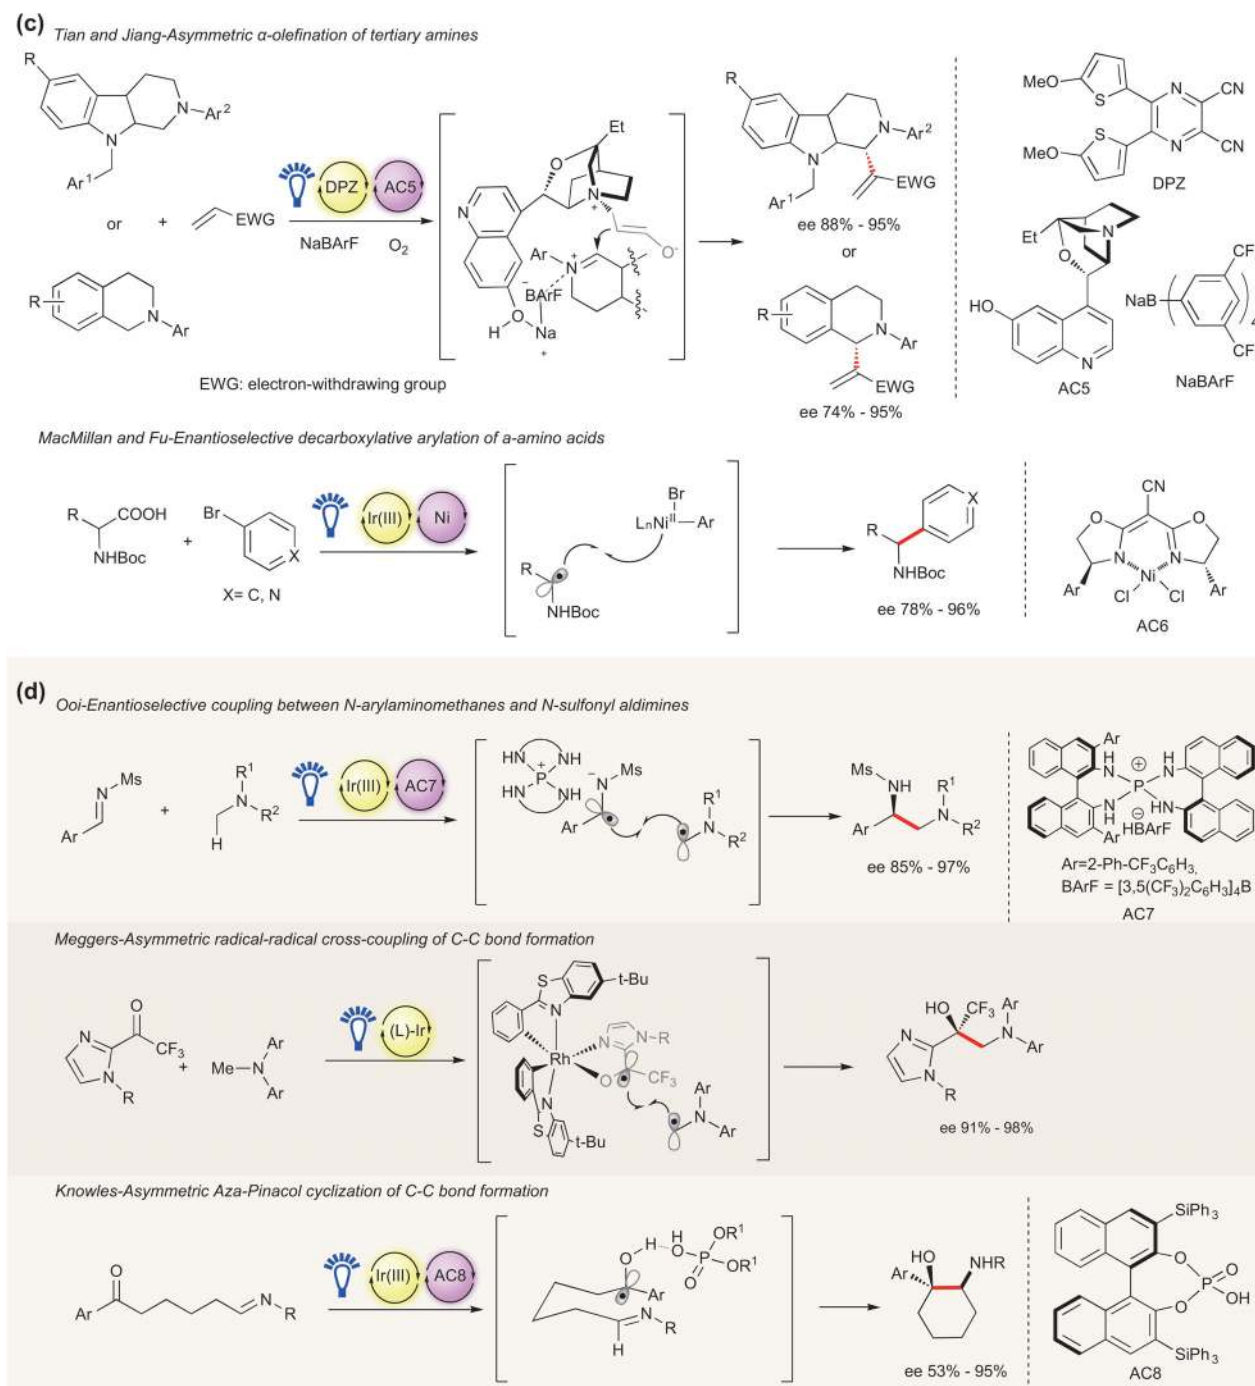 (c)
Tian and Jiang-Asymmetric α-olefination of tertiary amines
R
N
Ar²
N
Ar¹
or
+
EWG
DPZ
AC5
NaBArF
O₂
R
N
Ar
EWG: electron-withdrawing group
Et
O
N
+
N
O⁻
Ar
N
+
⁻
BArF
O
H
Na
+
R
N
Ar²
N
Ar¹
EWG
ee 88% - 95%
or
R
N
Ar
EWG
ee 74% - 95%
MeO
S
N
CN
MeO
S
N
CN
DPZ
Et
N
O
HO
N
AC5
NaB
CF
CF
4
NaBArF
MacMillan and Fu-Enantioselective decarboxylative arylation of a-amino acids
R
COOH
NHBoc
+
Br
X
X= C, N
Ir(III)
Ni
Br
LnNiᴵᴵ
Ar
R
NHBoc
X
R
NHBoc
ee 78% - 96%
CN
O
O
N
N
Ar
Ni
Ar
Cl
Cl
AC6
(d)
Ooi-Enantioselective coupling between N-arylaminomethanes and N-sulfonyl aldimines
N
Ms
Ar
+
R¹
N
R²
H
Ir(III)
AC7
HN
NH
+
P
HN
NH
⁻
Ms
N
Ar
R¹
N
R²
Ms
NH
R¹
N
Ar
R²
ee 85% - 97%
Ar
H
N
P
⊕
H
N
N
H
N
H
Ar
⊖
HBArF
Ar=2-Ph-CF₃C₆H₃,
BArF = [3,5(CF₃)₂C₆H₃]₄B
AC7
Meggers-Asymmetric radical-radical cross-coupling of C-C bond formation
O
N
CF₃
N
R
+
Me
N
Ar
Ar
(L)-Ir
S
t-Bu
N
N
N
R
Rh
O
CF₃
N
S
t-Bu
Ar
N
Ar
HO
CF₃
Ar
N
Ar
N
N
R
ee 91% - 98%
Knowles-Asymmetric Aza-Pinacol cyclization of C-C bond formation
O
Ar
N
R
Ir(III)
AC8
O
H
H
O
OR¹
P
O
OR¹
Ar
N
R
H
HO
NHR
Ar
ee 53% - 95%
SiPh₃
O
O
P
O
OH
SiPh₃
AC8